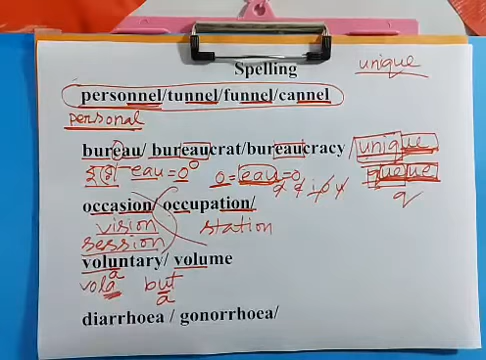 unique
Spelling
personnel/tunnel/funnel/cannel
personal
bureau/ bureaucrat/bureaucracy /unique
eau=o o=eau=o queue
a e i o u q
occasion/ occupation/
vision station
session
voluntary/ volume
a
vola but
a
diarrhoea / gonorrhoea/